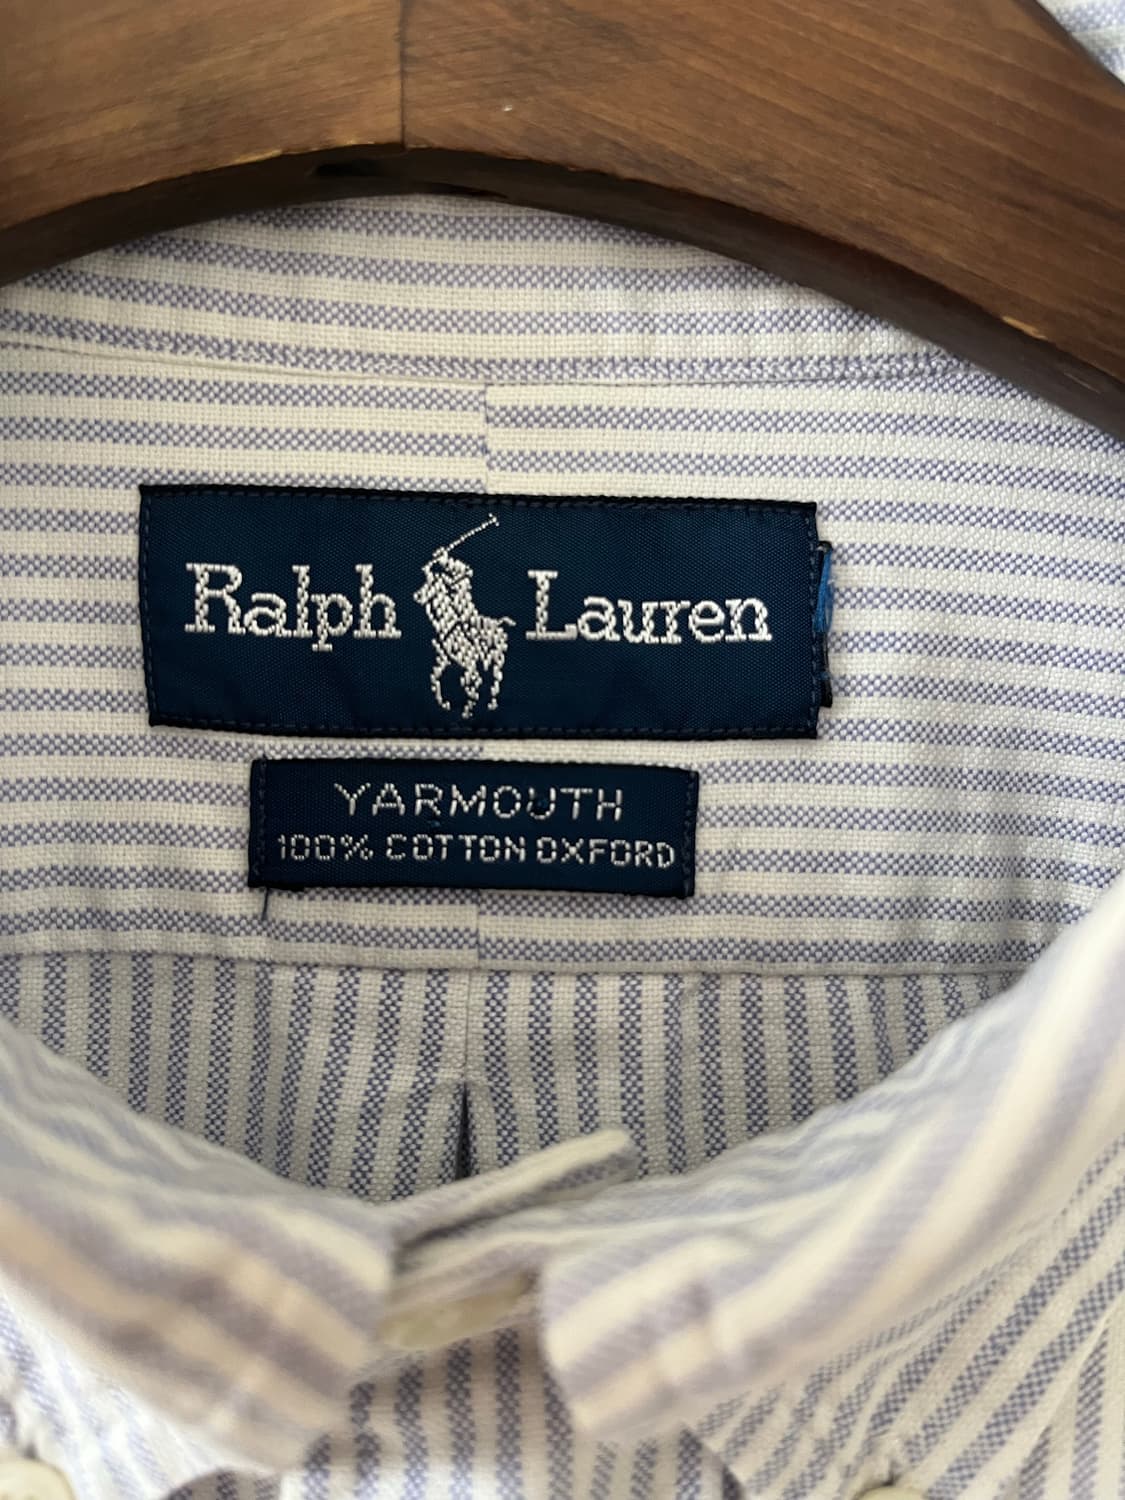 Ralph Lauren
YARMOUTH
100% COTTON OXFORD